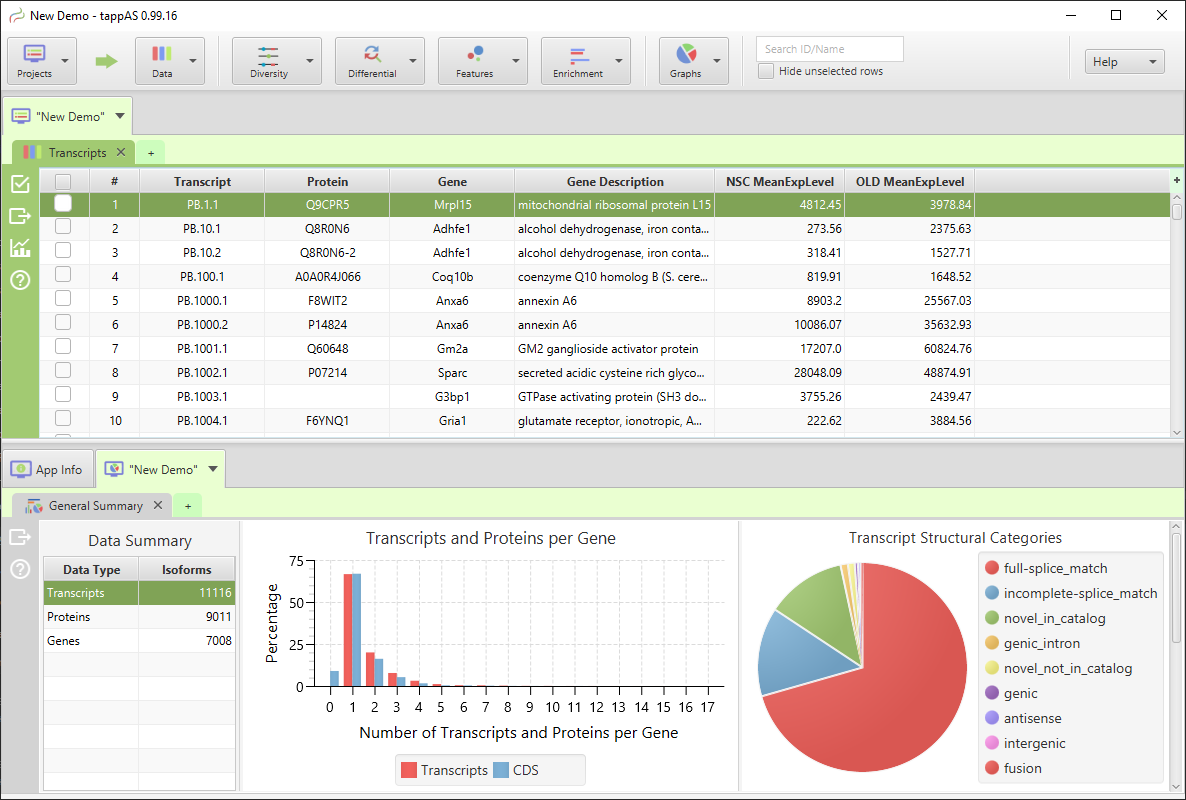 New Demo - tappAS 0.99.16
Projects
Data
Diversity
Differential
Features
Enrichment
Graphs
Search ID/Name
Hide unselected rows
Help
"New Demo"
Transcripts
+
# Transcript Protein Gene Gene Description NSC MeanExpLevel OLD MeanExpLevel +
1 PB.1.1 Q9CPR5 Mrpl15 mitochondrial ribosomal protein L15 4812.45 3978.84
2 PB.10.1 Q8R0N6 Adhfe1 alcohol dehydrogenase, iron conta... 273.56 2375.63
3 PB.10.2 Q8R0N6-2 Adhfe1 alcohol dehydrogenase, iron conta... 318.41 1527.71
4 PB.100.1 A0A0R4J066 Coq10b coenzyme Q10 homolog B (S. cere... 819.91 1648.52
5 PB.1000.1 F8WIT2 Anxa6 annexin A6 8903.2 25567.03
6 PB.1000.2 P14824 Anxa6 annexin A6 10086.07 35632.93
7 PB.1001.1 Q60648 Gm2a GM2 ganglioside activator protein 17207.0 60824.76
8 PB.1002.1 P07214 Sparc secreted acidic cysteine rich glyco... 28048.09 48874.91
9 PB.1003.1 G3bp1 GTPase activating protein (SH3 do... 3755.26 2439.47
10 PB.1004.1 F6YNQ1 Gria1 glutamate receptor, ionotropic, A... 222.62 3884.56
App Info
"New Demo"
General Summary
+
Data Summary
Data Type Isoforms
Transcripts 11116
Proteins 9011
Genes 7008
Transcripts and Proteins per Gene
Percentage
75
50
25
0
0 1 2 3 4 5 6 7 8 9 10 11 12 13 14 15 16 17
Number of Transcripts and Proteins per Gene
Transcripts CDS
Transcript Structural Categories
full-splice_match
incomplete-splice_match
novel_in_catalog
genic_intron
novel_not_in_catalog
genic
antisense
intergenic
fusion